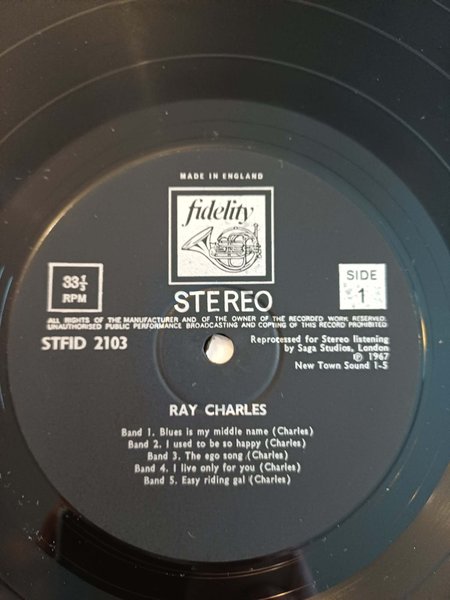 MADE IN ENGLAND
fidelity
33⅓
RPM
SIDE
1
STEREO
ALL RIGHTS OF THE MANUFACTURER AND OF THE OWNER OF THE RECORDED WORK RESERVED.
UNAUTHORISED PUBLIC PERFORMANCE BROADCASTING AND COPYING OF THIS RECORD PROHIBITED
STFID 2103
Reprotessed for Stereo listening
by Saga Studios, London
℗ 1967
New Town Sound 1-5
RAY CHARLES
Band 1. Blues is my middle name (Charles)
Band 2. I used to be so happy (Charles)
Band 3. The ego song (Charles)
Band 4. I live only for you (Charles)
Band 5. Easy riding gal (Charles)